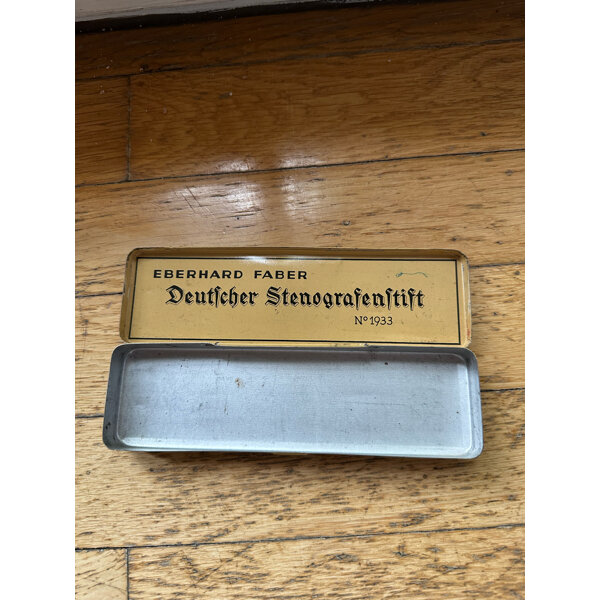 EBERHARD FABER
Deutſcher Stenografenſtift
Nº 1933